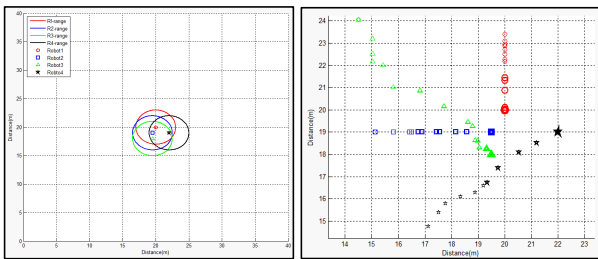 R1-range
R2-range
R3-range
R4-range
Robot1
Robot2
Robot3
Robot4
40
35
30
25
20
15
10
5
0
0 5 10 15 20 25 30 35 40
Distance(m)
Distance(m)
24
23
22
21
20
19
18
17
16
15
14 15 16 17 18 19 20 21 22 23
Distance(m)
Distance(m)